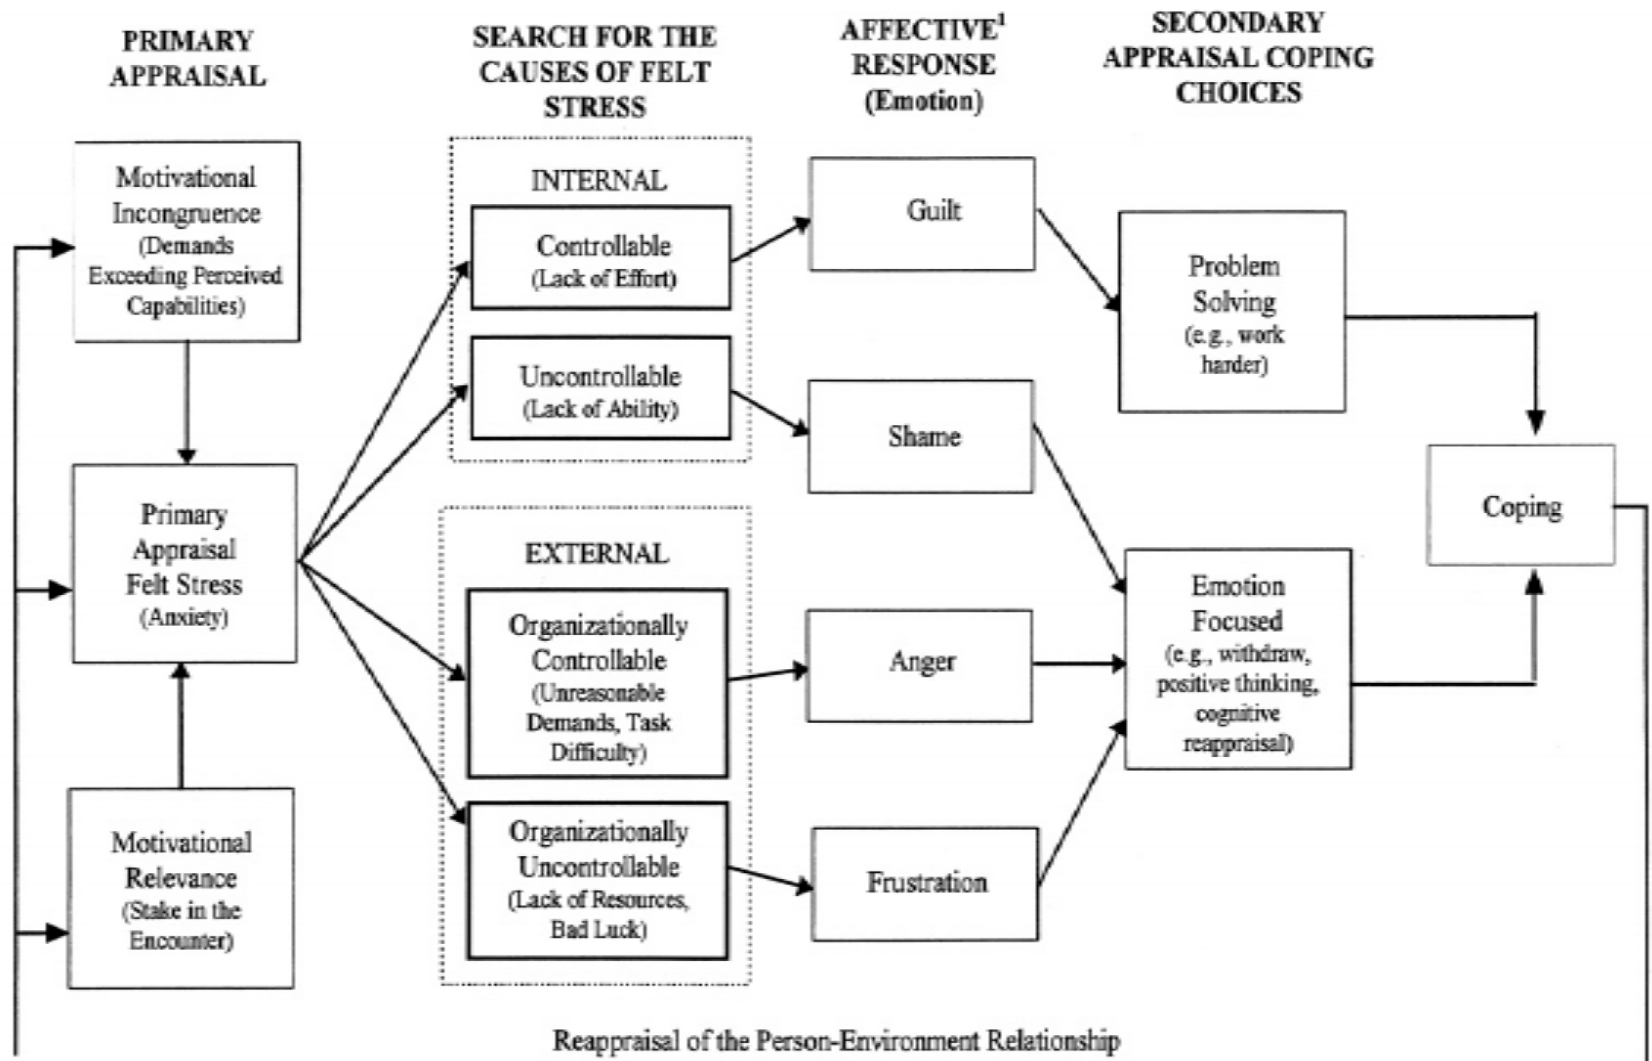 PRIMARY
APPRAISAL
SEARCH FOR THE
CAUSES OF FELT
STRESS
AFFECTIVE¹
RESPONSE
(Emotion)
SECONDARY
APPRAISAL COPING
CHOICES
Motivational
Incongruence
(Demands
Exceeding Perceived
Capabilities)
Primary
Appraisal
Felt Stress
(Anxiety)
Motivational
Relevance
(Stake in the
Encounter)
INTERNAL
Controllable
(Lack of Effort)
Uncontrollable
(Lack of Ability)
EXTERNAL
Organizationally
Controllable
(Unreasonable
Demands, Task
Difficulty)
Organizationally
Uncontrollable
(Lack of Resources,
Bad Luck)
Guilt
Shame
Anger
Frustration
Problem
Solving
(e.g., work
harder)
Emotion
Focused
(e.g., withdraw,
positive thinking,
cognitive
reappraisal)
Coping
Reappraisal of the Person-Environment Relationship